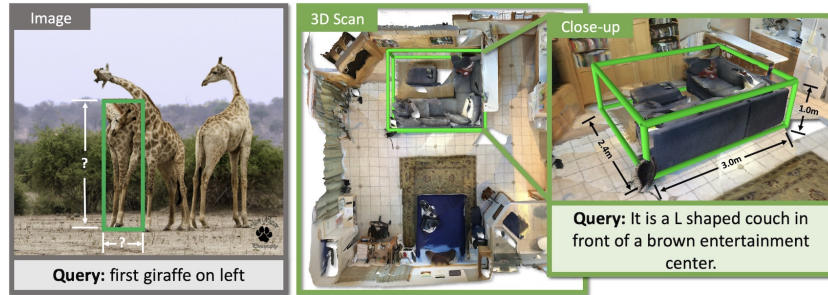 Image
?
?
Query: first giraffe on left
3D Scan
Close-up
2.4m
3.0m
1.0m
Query: It is a L shaped couch in
front of a brown entertainment
center.